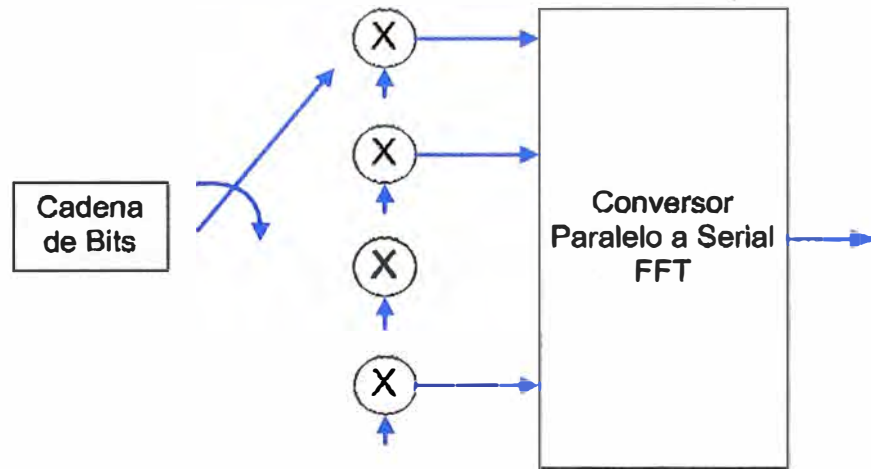 X
X
Cadena
de Bits
X
X
Conversor
Paralelo a Serial
FFT